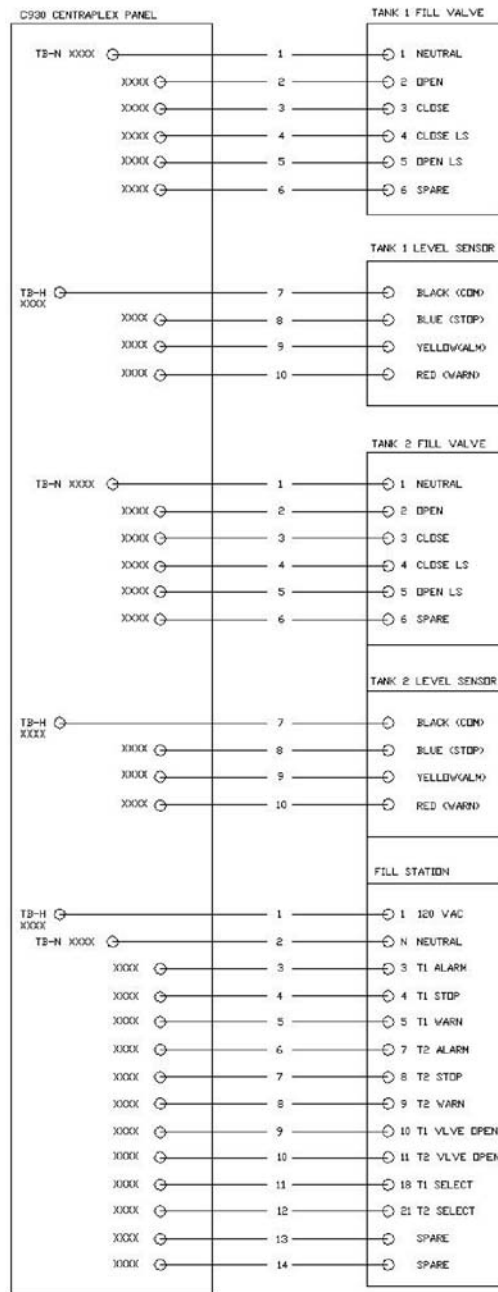 C930 CENTRAPLEX PANEL
TANK 1 FILL VALVE
TB-N XXXX 1 1 NEUTRAL
XXXX 2 2 OPEN
XXXX 3 3 CLOSE
XXXX 4 4 CLOSE LS
XXXX 5 5 OPEN LS
XXXX 6 6 SPARE
TANK 1 LEVEL SENSOR
TB-H 7 BLACK (COM)
XXXX
XXXX 8 BLUE (STOP)
XXXX 9 YELLOW(ALM)
XXXX 10 RED (WARN)
TANK 2 FILL VALVE
TB-N XXXX 1 1 NEUTRAL
XXXX 2 2 OPEN
XXXX 3 3 CLOSE
XXXX 4 4 CLOSE LS
XXXX 5 5 OPEN LS
XXXX 6 6 SPARE
TANK 2 LEVEL SENSOR
TB-H 7 BLACK (COM)
XXXX
XXXX 8 BLUE (STOP)
XXXX 9 YELLOW(ALM)
XXXX 10 RED (WARN)
FILL STATION
TB-H 1 1 120 VAC
XXXX
TB-N XXXX 2 N NEUTRAL
XXXX 3 3 T1 ALARM
XXXX 4 4 T1 STOP
XXXX 5 5 T1 WARN
XXXX 6 7 T2 ALARM
XXXX 7 8 T2 STOP
XXXX 8 9 T2 WARN
XXXX 9 10 T1 VLVE OPEN
XXXX 10 11 T2 VLVE OPEN
XXXX 11 18 T1 SELECT
XXXX 12 21 T2 SELECT
XXXX 13 SPARE
XXXX 14 SPARE